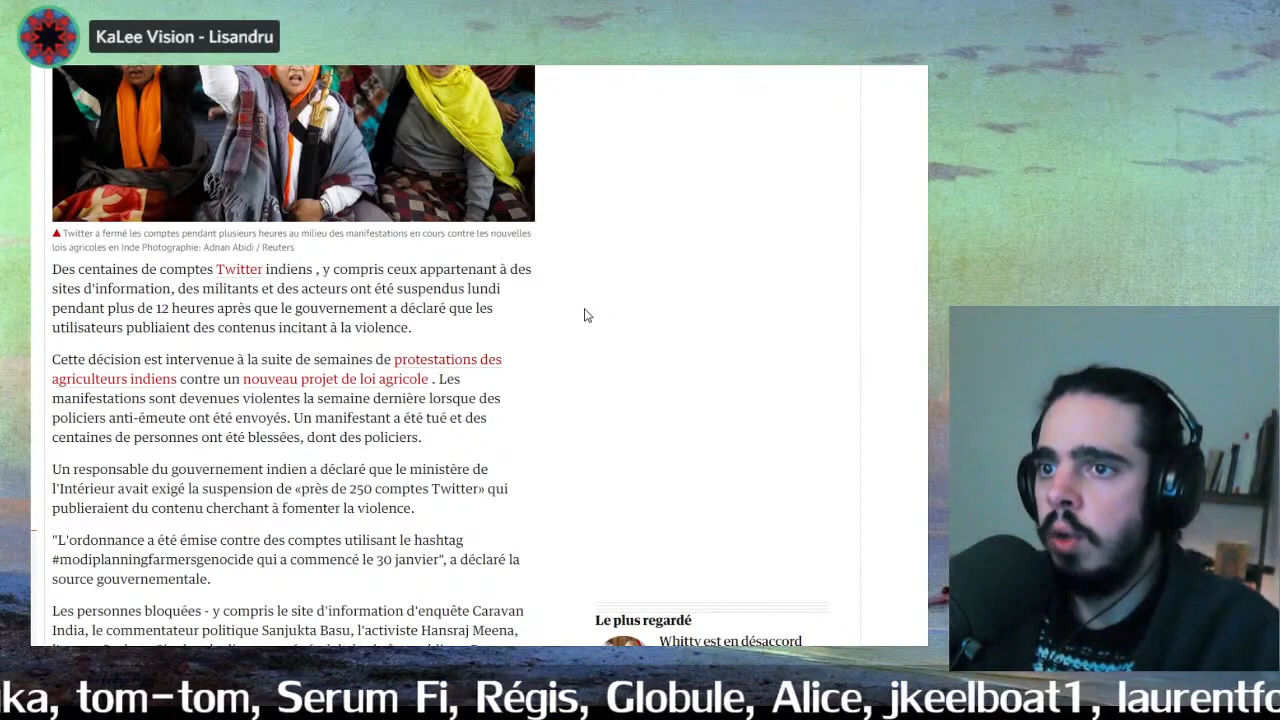 KaLee Vision - Lisandru
Twitter a fermé les comptes pendant plusieurs heures au milieu des manifestations en cours contre les nouvelles
lois agricoles en Inde Photographie: Adnan Abidi / Reuters
Des centaines de comptes Twitter indiens , y compris ceux appartenant à des
sites d'information, des militants et des acteurs ont été suspendus lundi
pendant plus de 12 heures après que le gouvernement a déclaré que les
utilisateurs publiaient des contenus incitant à la violence.
Cette décision est intervenue à la suite de semaines de protestations des
agriculteurs indiens contre un nouveau projet de loi agricole . Les
manifestations sont devenues violentes la semaine dernière lorsque des
policiers anti-émeute ont été envoyés. Un manifestant a été tué et des
centaines de personnes ont été blessées, dont des policiers.
Un responsable du gouvernement indien a déclaré que le ministère de
l'Intérieur avait exigé la suspension de «près de 250 comptes Twitter» qui
publieraient du contenu cherchant à fomenter la violence.
"L'ordonnance a été émise contre des comptes utilisant le hashtag
#modiplanningfarmersgenocide qui a commencé le 30 janvier", a déclaré la
source gouvernementale.
Les personnes bloquées - y compris le site d'information d'enquête Caravan
India, le commentateur politique Sanjukta Basu, l'activiste Hansraj Meena,
Le plus regardé
Whitty est en désaccord
ka, tom-tom, Serum Fi, Régis, Globule, Alice, jkeelboat1, laurentfo